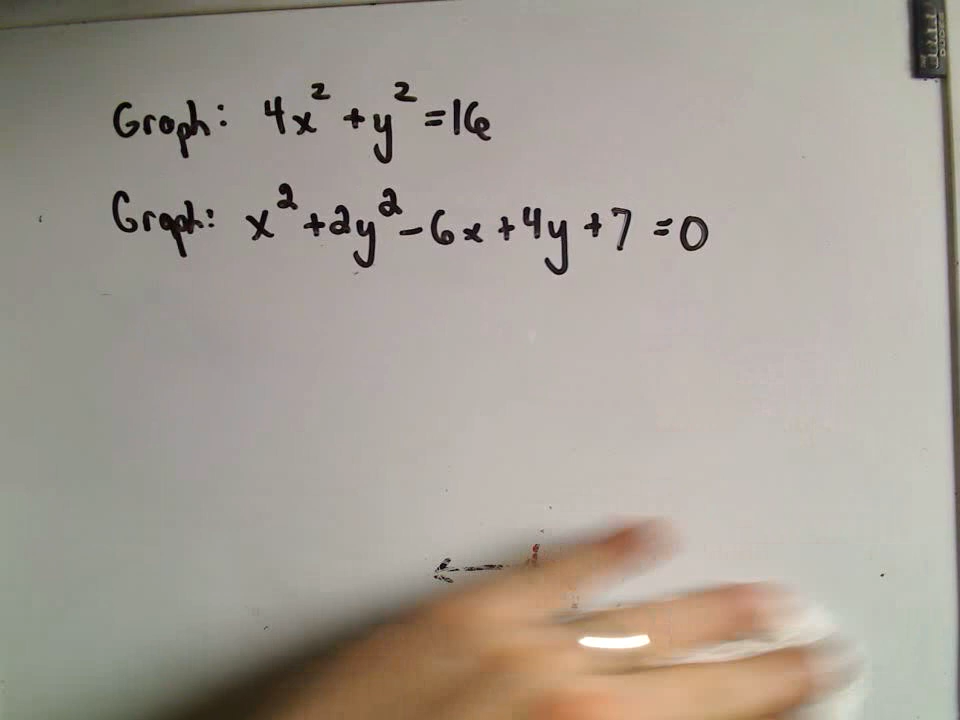 Graph: 4x² + y² = 16
Graph: x² + 2y² - 6x + 4y + 7 = 0